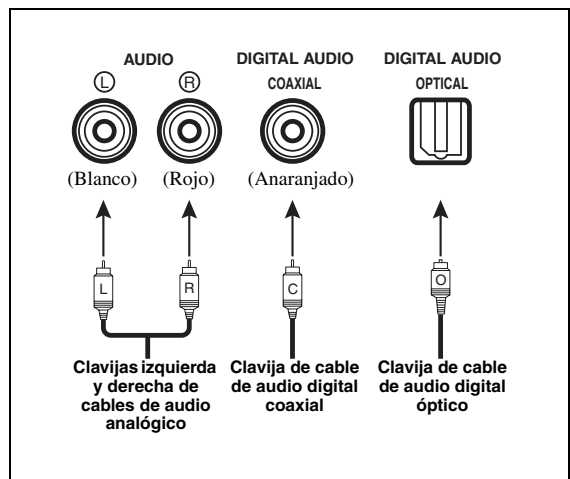 AUDIO
DIGITAL AUDIO
DIGITAL AUDIO
L
R
COAXIAL
OPTICAL
(Blanco)
(Rojo)
(Anaranjado)
L
R
C
O
Clavijas izquierda
y derecha de
cables de audio
analógico
Clavija de cable
de audio digital
coaxial
Clavija de cable
de audio digital
óptico